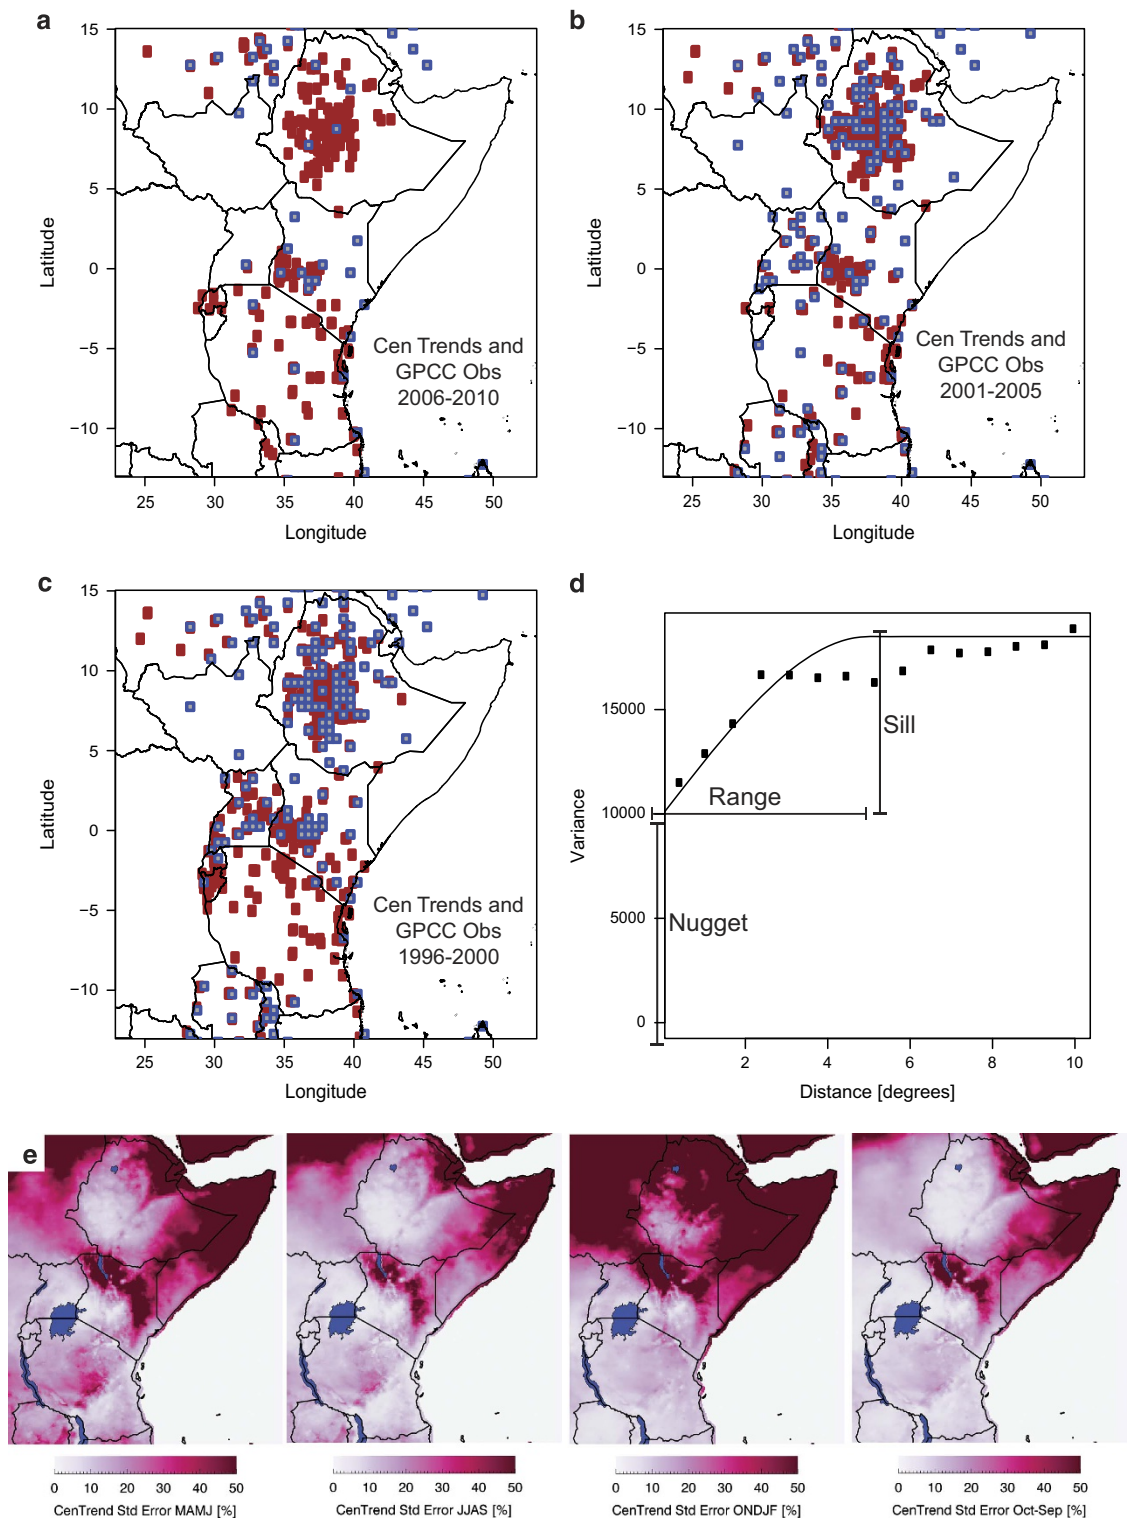 a
15
10
5
0
−5
−10
Latitude
25
30
35
40
45
50
Longitude
Cen Trends and
GPCC Obs
2006-2010
b
15
10
5
0
−5
−10
Latitude
25
30
35
40
45
50
Longitude
Cen Trends and
GPCC Obs
2001-2005
c
15
10
5
0
−5
−10
Latitude
25
30
35
40
45
50
Longitude
Cen Trends and
GPCC Obs
1996-2000
d
15000
10000
5000
0
Variance
Sill
Range
Nugget
2
4
6
8
10
Distance [degrees]
e
0 10 20 30 40 50
CenTrend Std Error MAMJ [%]
0 10 20 30 40 50
CenTrend Std Error JJAS [%]
0 10 20 30 40 50
CenTrend Std Error ONDJF [%]
0 10 20 30 40 50
CenTrend Std Error Oct-Sep [%]